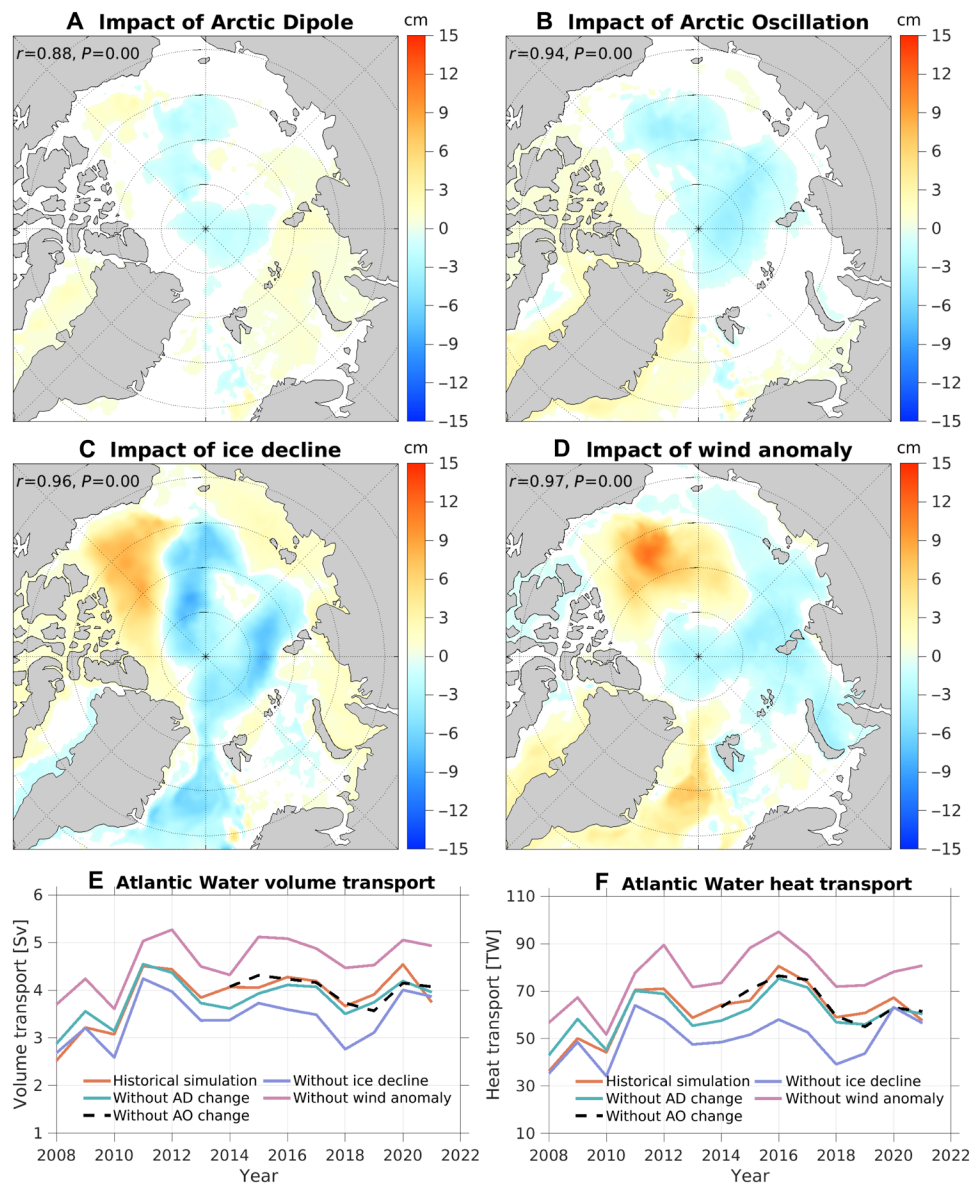 A Impact of Arctic Dipole
cm
r=0.88, P=0.00
15
12
9
6
3
0
−3
−6
−9
−12
−15
B Impact of Arctic Oscillation
cm
r=0.94, P=0.00
15
12
9
6
3
0
−3
−6
−9
−12
−15
C Impact of ice decline
cm
r=0.96, P=0.00
15
12
9
6
3
0
−3
−6
−9
−12
−15
D Impact of wind anomaly
cm
r=0.97, P=0.00
15
12
9
6
3
0
−3
−6
−9
−12
−15
E Atlantic Water volume transport
Volume transport [Sv]
6
5
4
3
2
1
Historical simulation
Without AD change
Without AO change
Without ice decline
Without wind anomaly
2008 2010 2012 2014 2016 2018 2020 2022
Year
F Atlantic Water heat transport
Heat transport [TW]
110
90
70
50
30
10
Historical simulation
Without AD change
Without AO change
Without ice decline
Without wind anomaly
2008 2010 2012 2014 2016 2018 2020 2022
Year